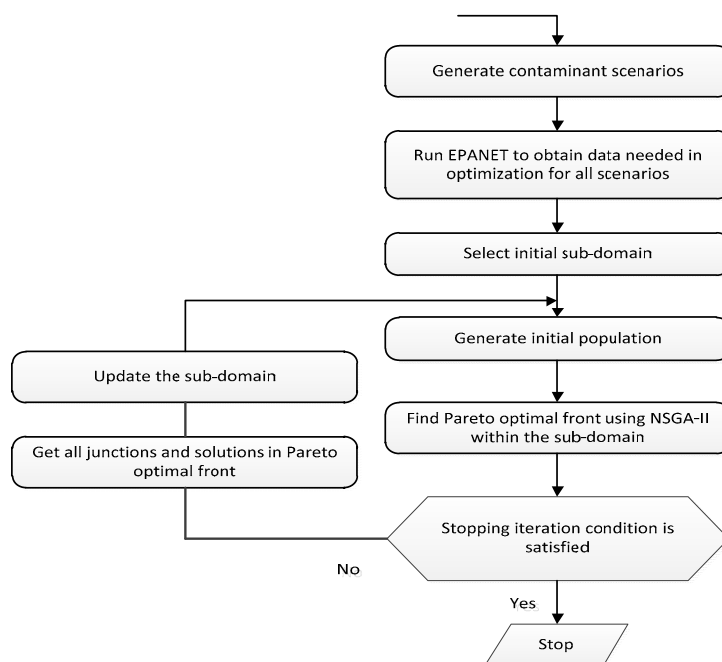 Generate contaminant scenarios
Run EPANET to obtain data needed in
optimization for all scenarios
Select initial sub-domain
Generate initial population
Update the sub-domain
Find Pareto optimal front using NSGA-II
within the sub-domain
Get all junctions and solutions in Pareto
optimal front
Stopping iteration condition is
satisfied
No
Yes
Stop